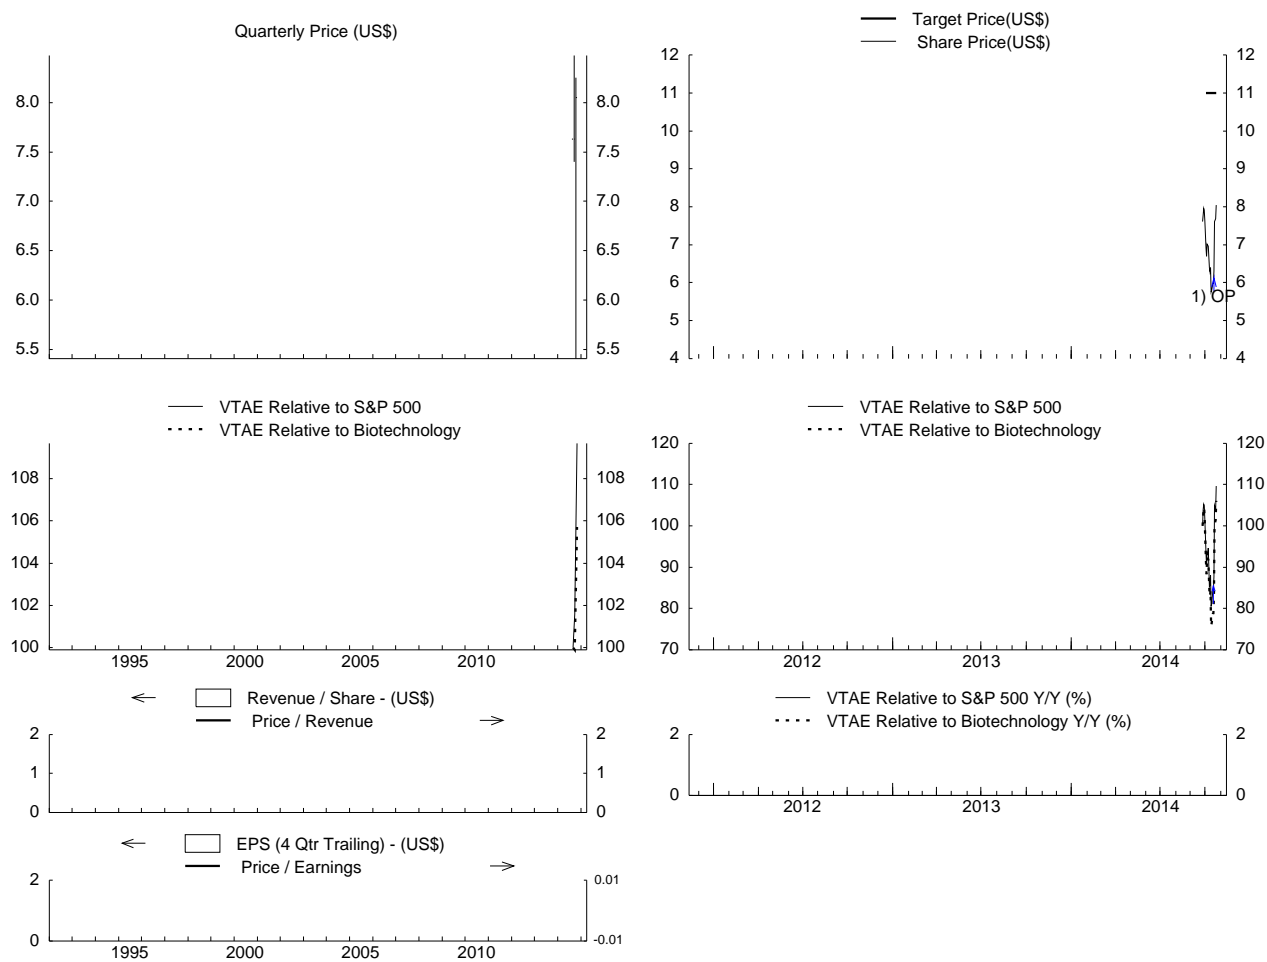 Quarterly Price (US$)
8.0 8.0
7.5 7.5
7.0 7.0
6.5 6.5
6.0 6.0
5.5 5.5
Target Price(US$)
Share Price(US$)
12 12
11 11
10 10
9 9
8 8
7 7
6 6
1) OP
5 5
4 4
VTAE Relative to S&P 500
VTAE Relative to Biotechnology
108 108
106 106
104 104
102 102
100 100
1995 2000 2005 2010
VTAE Relative to S&P 500
VTAE Relative to Biotechnology
120 120
110 110
100 100
90 90
80 80
70 70
2012 2013 2014
Revenue / Share - (US$)
Price / Revenue
2 2
1 1
0 0
VTAE Relative to S&P 500 Y/Y (%)
VTAE Relative to Biotechnology Y/Y (%)
2 2
0 0
2012 2013 2014
EPS (4 Qtr Trailing) - (US$)
Price / Earnings
2 0.01
0 -0.01
1995 2000 2005 2010